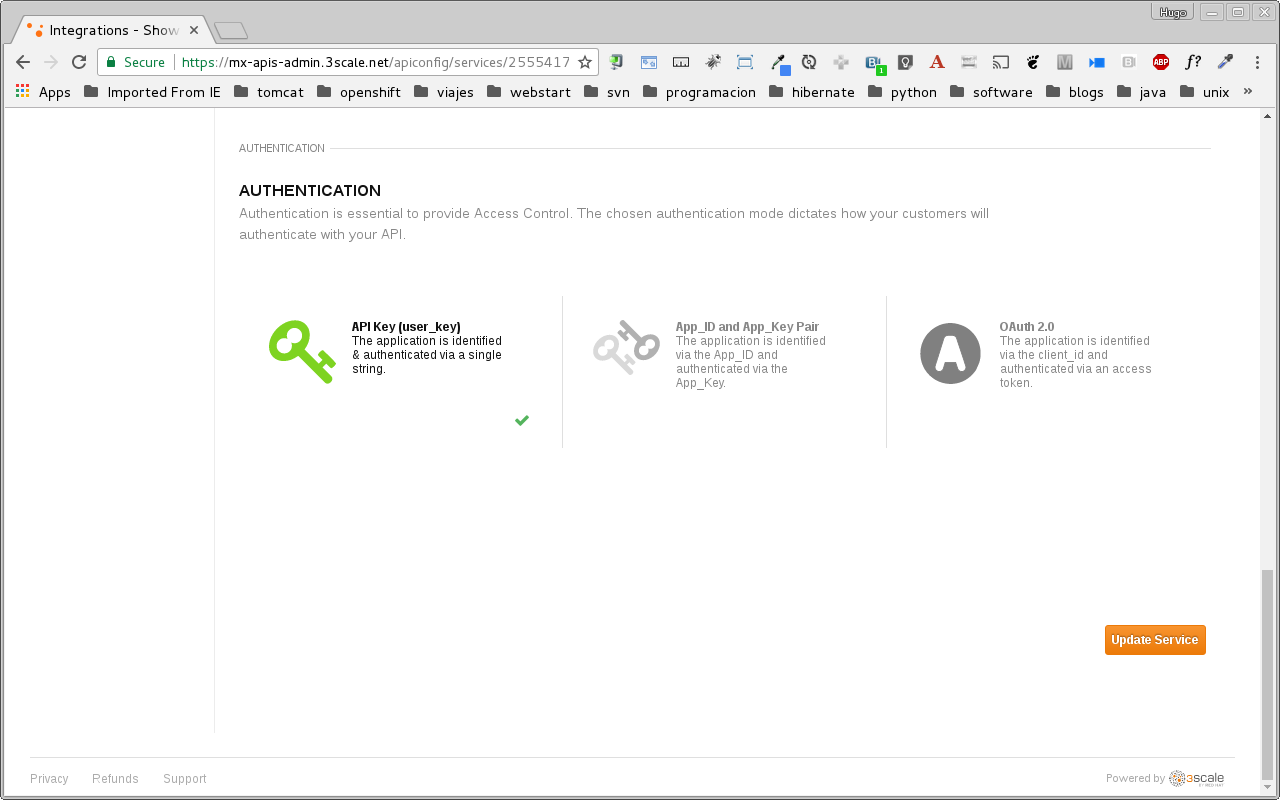 Hugo
Integrations - Show
Secure https://mx-apis-admin.3scale.net/apiconfig/services/2555417
Apps Imported From IE tomcat openshift viajes webstart svn programacion hibernate python software blogs java unix »
AUTHENTICATION
AUTHENTICATION
Authentication is essential to provide Access Control. The chosen authentication mode dictates how your customers will
authenticate with your API.
API Key (user_key)
The application is identified
& authenticated via a single
string.
App_ID and App_Key Pair
The application is identified
via the App_ID and
authenticated via the
App_Key.
OAuth 2.0
The application is identified
via the client_id and
authenticated via an access
token.
Update Service
Privacy Refunds Support
Powered by 3scale